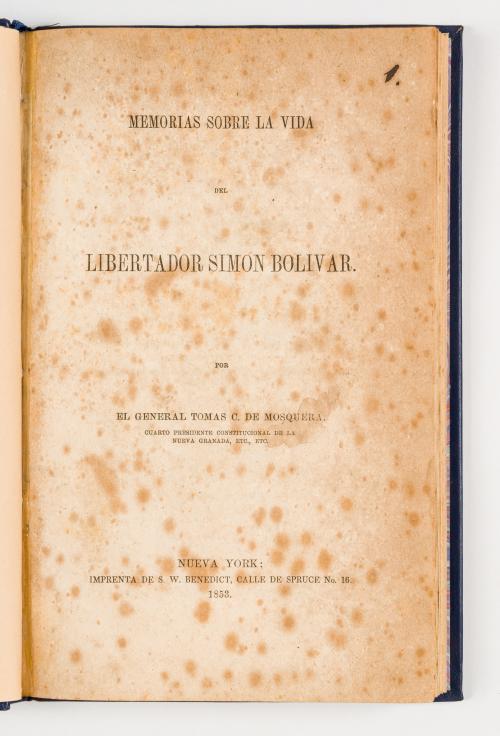 1.
MEMORIAS SOBRE LA VIDA
DEL
LIBERTADOR SIMON BOLIVAR.
POR
EL GENERAL TOMAS C. DE MOSQUERA.
CUARTO PRESIDENTE CONSTITUCIONAL DE LA
NUEVA GRANADA, ETC., ETC.
NUEVA YORK:
IMPRENTA DE S. W. BENEDICT, CALLE DE SPRUCE No. 16.
1853.